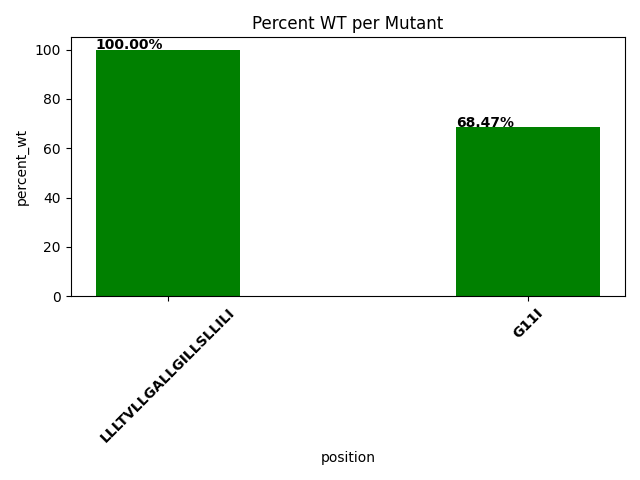 Percent WT per Mutant
100.00%
68.47%
100
80
60
40
20
0
percent_wt
LLLTVLLGALLGILLSLLILI
G11I
position